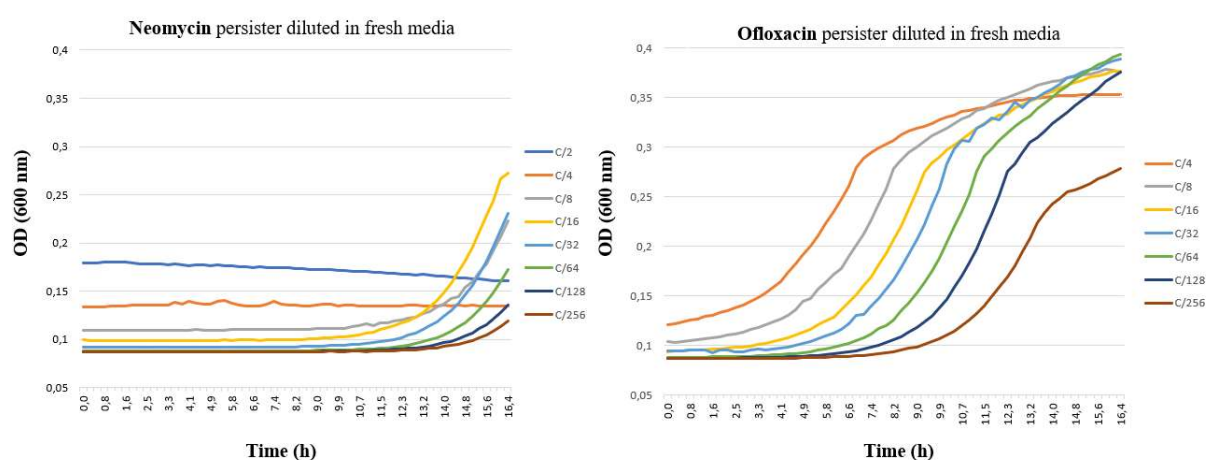 Neomycin persister diluted in fresh media
0,4
0,35
0,3
0,25
0,2
0,15
0,1
0,05
OD (600 nm)
0,0 0,8 1,6 2,5 3,3 4,1 4,9 5,8 6,6 7,4 8,2 9,0 9,9 10,7 11,5 12,3 13,2 14,0 14,8 15,6 16,4
Time (h)
C/2
C/4
C/8
C/16
C/32
C/64
C/128
C/256
Ofloxacin persister diluted in fresh media
0,4
0,35
0,3
0,25
0,2
0,15
0,1
0,05
OD (600 nm)
0,0 0,8 1,6 2,5 3,3 4,1 4,9 5,8 6,6 7,4 8,2 9,0 9,9 10,7 11,5 12,3 13,2 14,0 14,8 15,6 16,4
Time (h)
C/4
C/8
C/16
C/32
C/64
C/128
C/256